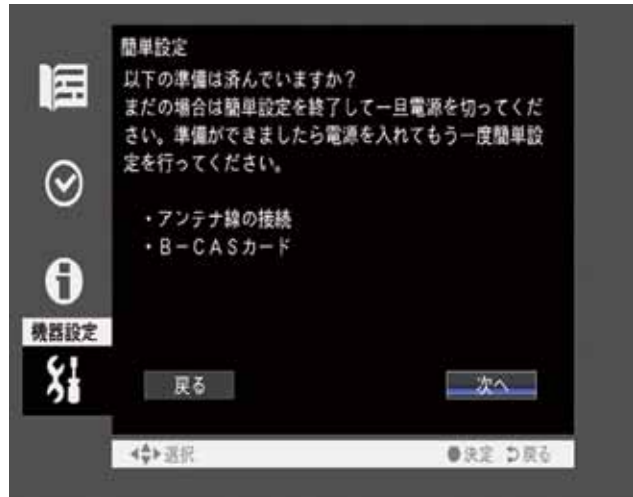 簡単設定
以下の準備は済んでいますか？
まだの場合は簡単設定を終了して一旦電源を切ってくだ
さい。準備ができましたら電源を入れてもう一度簡単設
定を行ってください。
・アンテナ線の接続
・Ｂ－ＣＡＳカード
機器設定
戻る
次へ
選択
決定 戻る